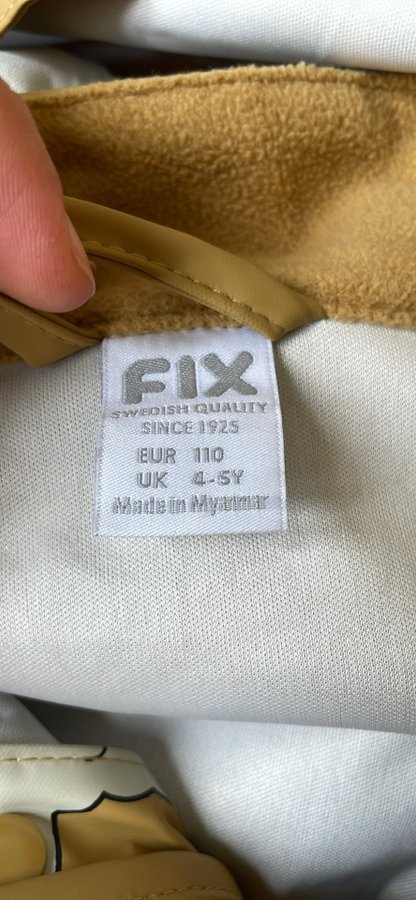 FIX
SWEDISH QUALITY
SINCE 1925
EUR 110
UK 4-5Y
Made in Myanmar